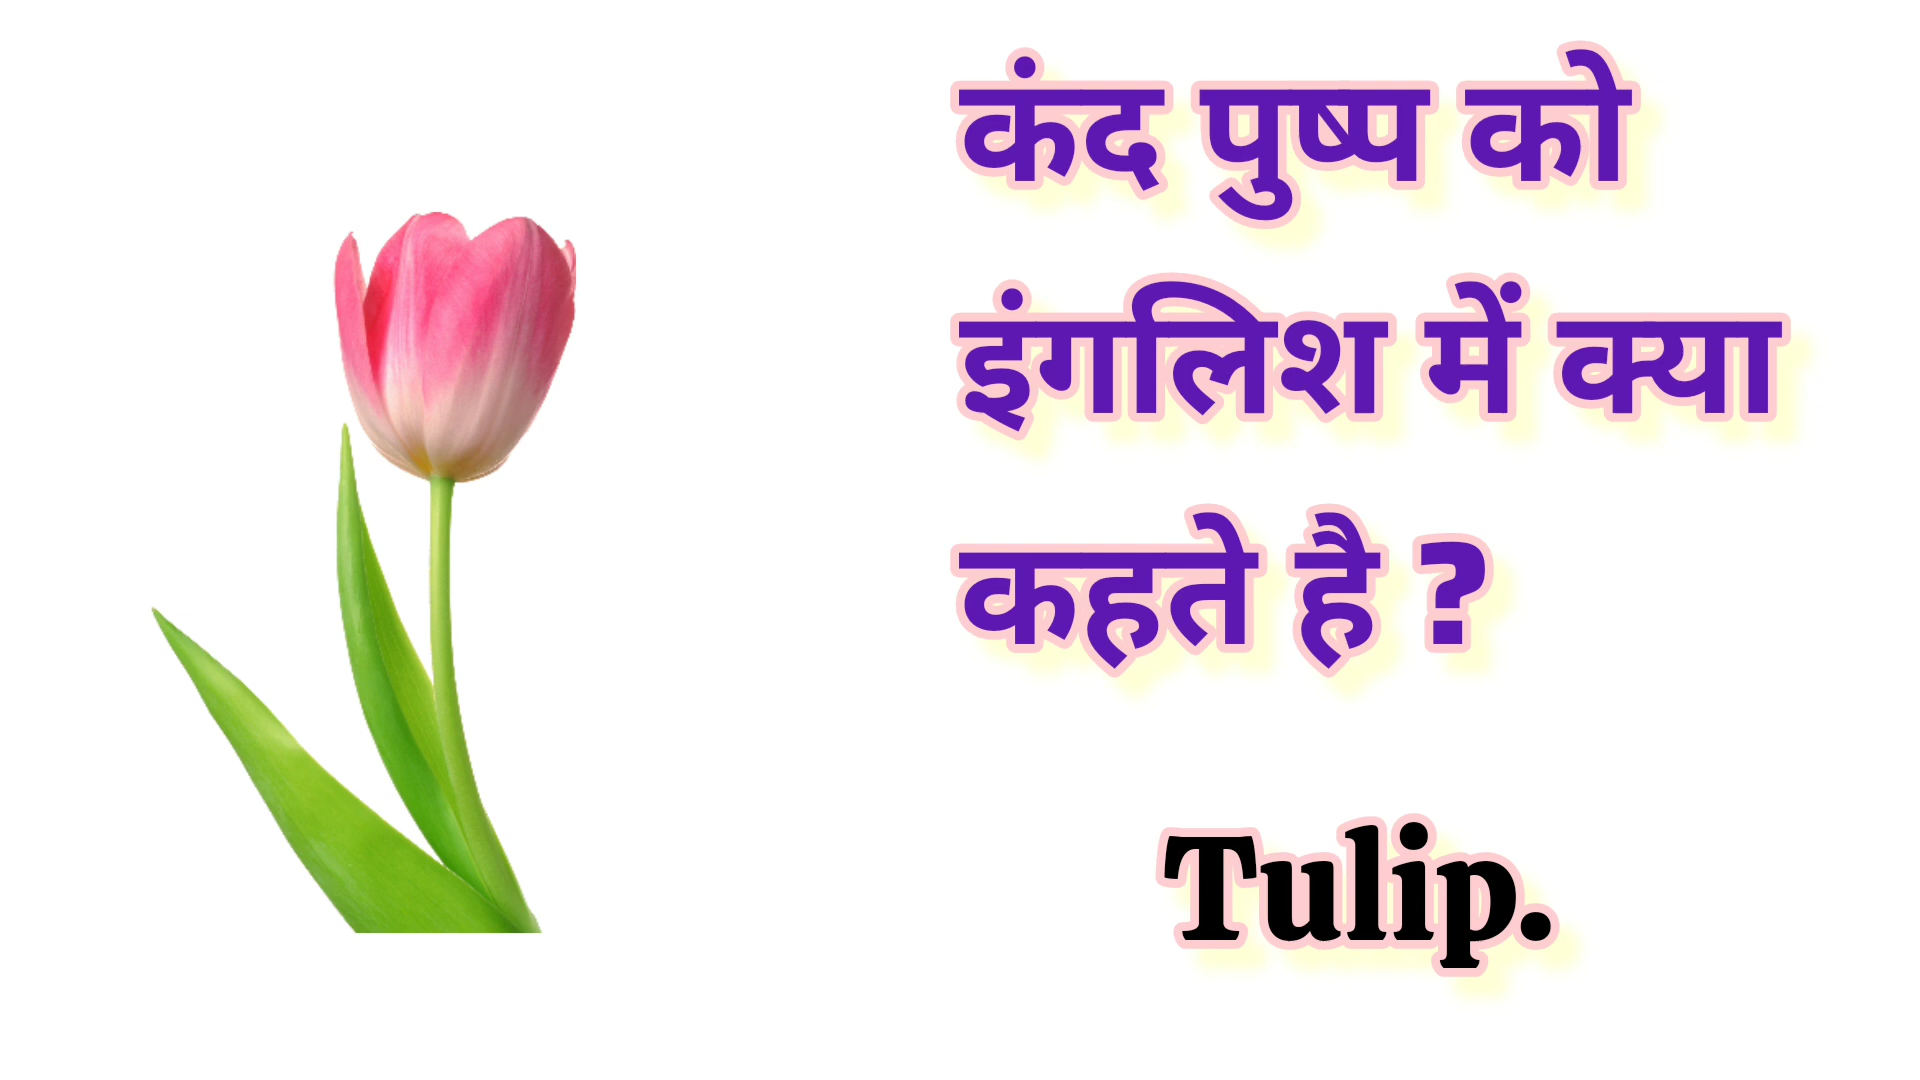 कंद पुष्प को
इंगलिश में क्या
कहते है ?
Tulip.